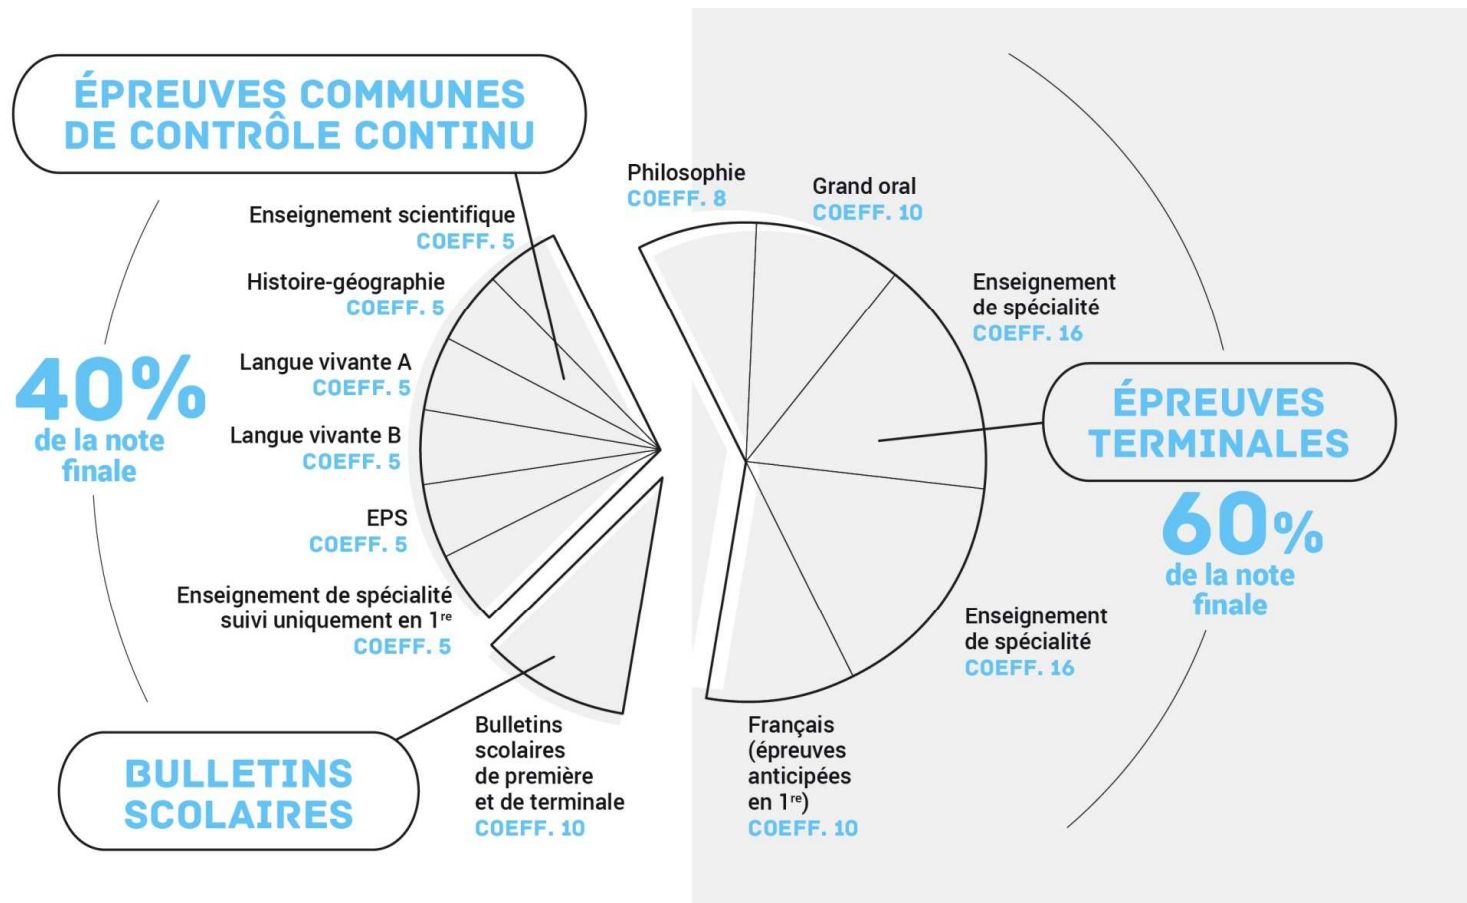 ÉPREUVES COMMUNES
DE CONTRÔLE CONTINU
Enseignement scientifique
COEFF. 5
Histoire-géographie
COEFF. 5
Langue vivante A
COEFF. 5
Langue vivante B
COEFF. 5
EPS
COEFF. 5
Enseignement de spécialité
suivi uniquement en 1re
COEFF. 5
40%
de la note
finale
BULLETINS
SCOLAIRES
Bulletins
scolaires
de première
et de terminale
COEFF. 10
Philosophie
COEFF. 8
Grand oral
COEFF. 10
Enseignement
de spécialité
COEFF. 16
ÉPREUVES
TERMINALES
60%
de la note
finale
Enseignement
de spécialité
COEFF. 16
Français
(épreuves
anticipées
en 1re)
COEFF. 10